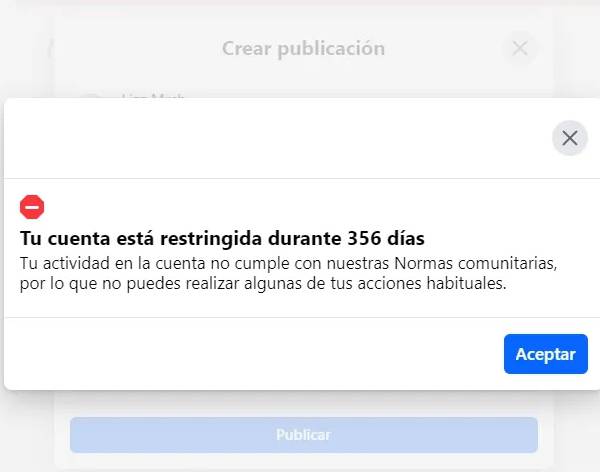 Crear publicación
Tu cuenta está restringida durante 356 días
Tu actividad en la cuenta no cumple con nuestras Normas comunitarias,
por lo que no puedes realizar algunas de tus acciones habituales.
Aceptar
Publicar